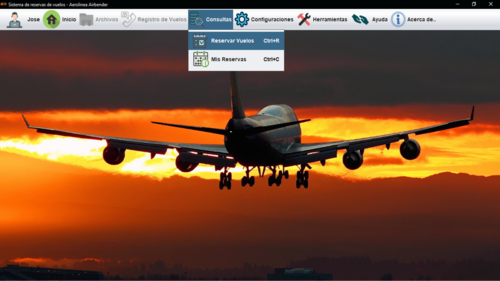 Sistema de reservas de vuelos - Aerolinea Airbender
Jose Inicio Archivos Registro de Vuelos Consultas Configuraciones Herramientas Ayuda Acerca de..
Reservar Vuelos Ctrl+R
Mis Reservas Ctrl+C